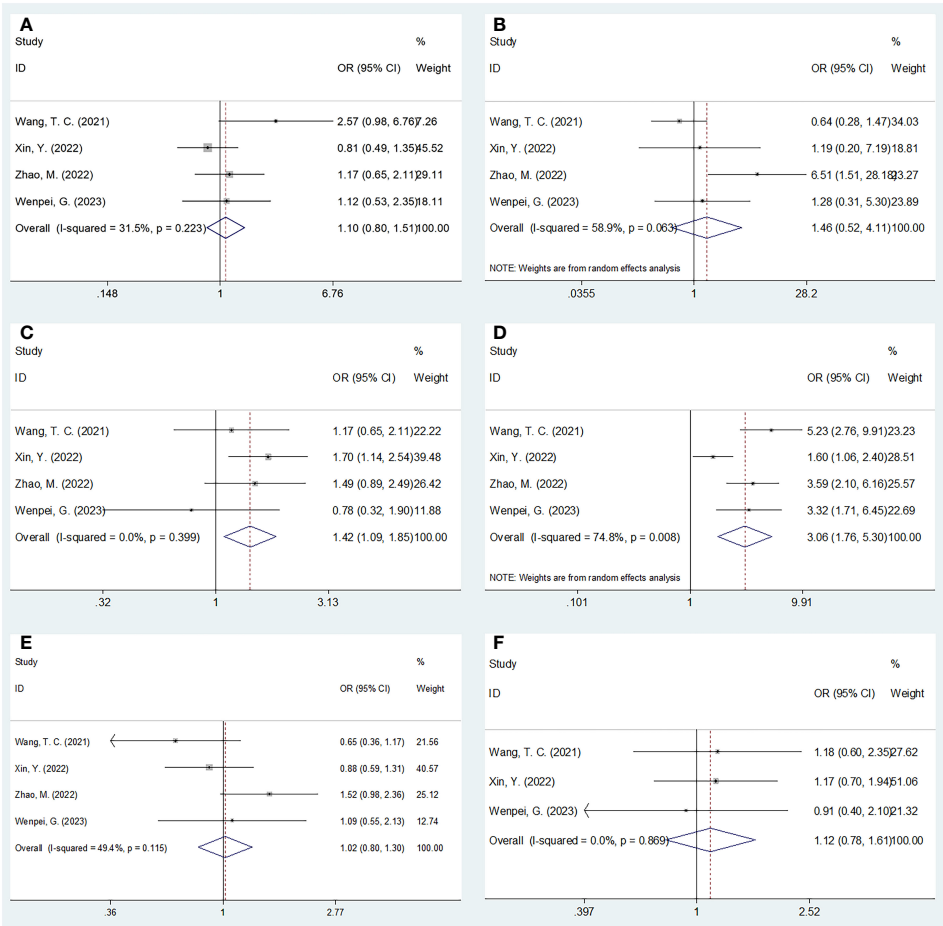 A
Study %
ID OR (95% CI) Weight
Wang, T. C. (2021) 2.57 (0.98, 6.76) 7.26
Xin, Y. (2022) 0.81 (0.49, 1.35) 45.52
Zhao, M. (2022) 1.17 (0.65, 2.11) 29.11
Wenpei, G. (2023) 1.12 (0.53, 2.35) 18.11
Overall (I-squared = 31.5%, p = 0.223) 1.10 (0.80, 1.51) 100.00
.148 1 6.76
B
Study %
ID OR (95% CI) Weight
Wang, T. C. (2021) 0.64 (0.28, 1.47) 34.03
Xin, Y. (2022) 1.19 (0.20, 7.19) 18.81
Zhao, M. (2022) 6.51 (1.51, 28.18) 23.27
Wenpei, G. (2023) 1.28 (0.31, 5.30) 23.89
Overall (I-squared = 58.9%, p = 0.063) 1.46 (0.52, 4.11) 100.00
NOTE: Weights are from random effects analysis
.0355 1 28.2
C
Study %
ID OR (95% CI) Weight
Wang, T. C. (2021) 1.17 (0.65, 2.11) 22.22
Xin, Y. (2022) 1.70 (1.14, 2.54) 39.48
Zhao, M. (2022) 1.49 (0.89, 2.49) 26.42
Wenpei, G. (2023) 0.78 (0.32, 1.90) 11.88
Overall (I-squared = 0.0%, p = 0.399) 1.42 (1.09, 1.85) 100.00
.32 1 3.13
D
Study %
ID OR (95% CI) Weight
Wang, T. C. (2021) 5.23 (2.76, 9.91) 23.23
Xin, Y. (2022) 1.60 (1.06, 2.40) 28.51
Zhao, M. (2022) 3.59 (2.10, 6.16) 25.57
Wenpei, G. (2023) 3.32 (1.71, 6.45) 22.69
Overall (I-squared = 74.8%, p = 0.008) 3.06 (1.76, 5.30) 100.00
NOTE: Weights are from random effects analysis
.101 1 9.91
E
Study %
ID OR (95% CI) Weight
Wang, T. C. (2021) 0.65 (0.36, 1.17) 21.56
Xin, Y. (2022) 0.88 (0.59, 1.31) 40.57
Zhao, M. (2022) 1.52 (0.98, 2.36) 25.12
Wenpei, G. (2023) 1.09 (0.55, 2.13) 12.74
Overall (I-squared = 49.4%, p = 0.115) 1.02 (0.80, 1.30) 100.00
.36 1 2.77
F
Study %
ID OR (95% CI) Weight
Wang, T. C. (2021) 1.18 (0.60, 2.35) 27.62
Xin, Y. (2022) 1.17 (0.70, 1.94) 51.06
Wenpei, G. (2023) 0.91 (0.40, 2.10) 21.32
Overall (I-squared = 0.0%, p = 0.869) 1.12 (0.78, 1.61) 100.00
.397 1 2.52